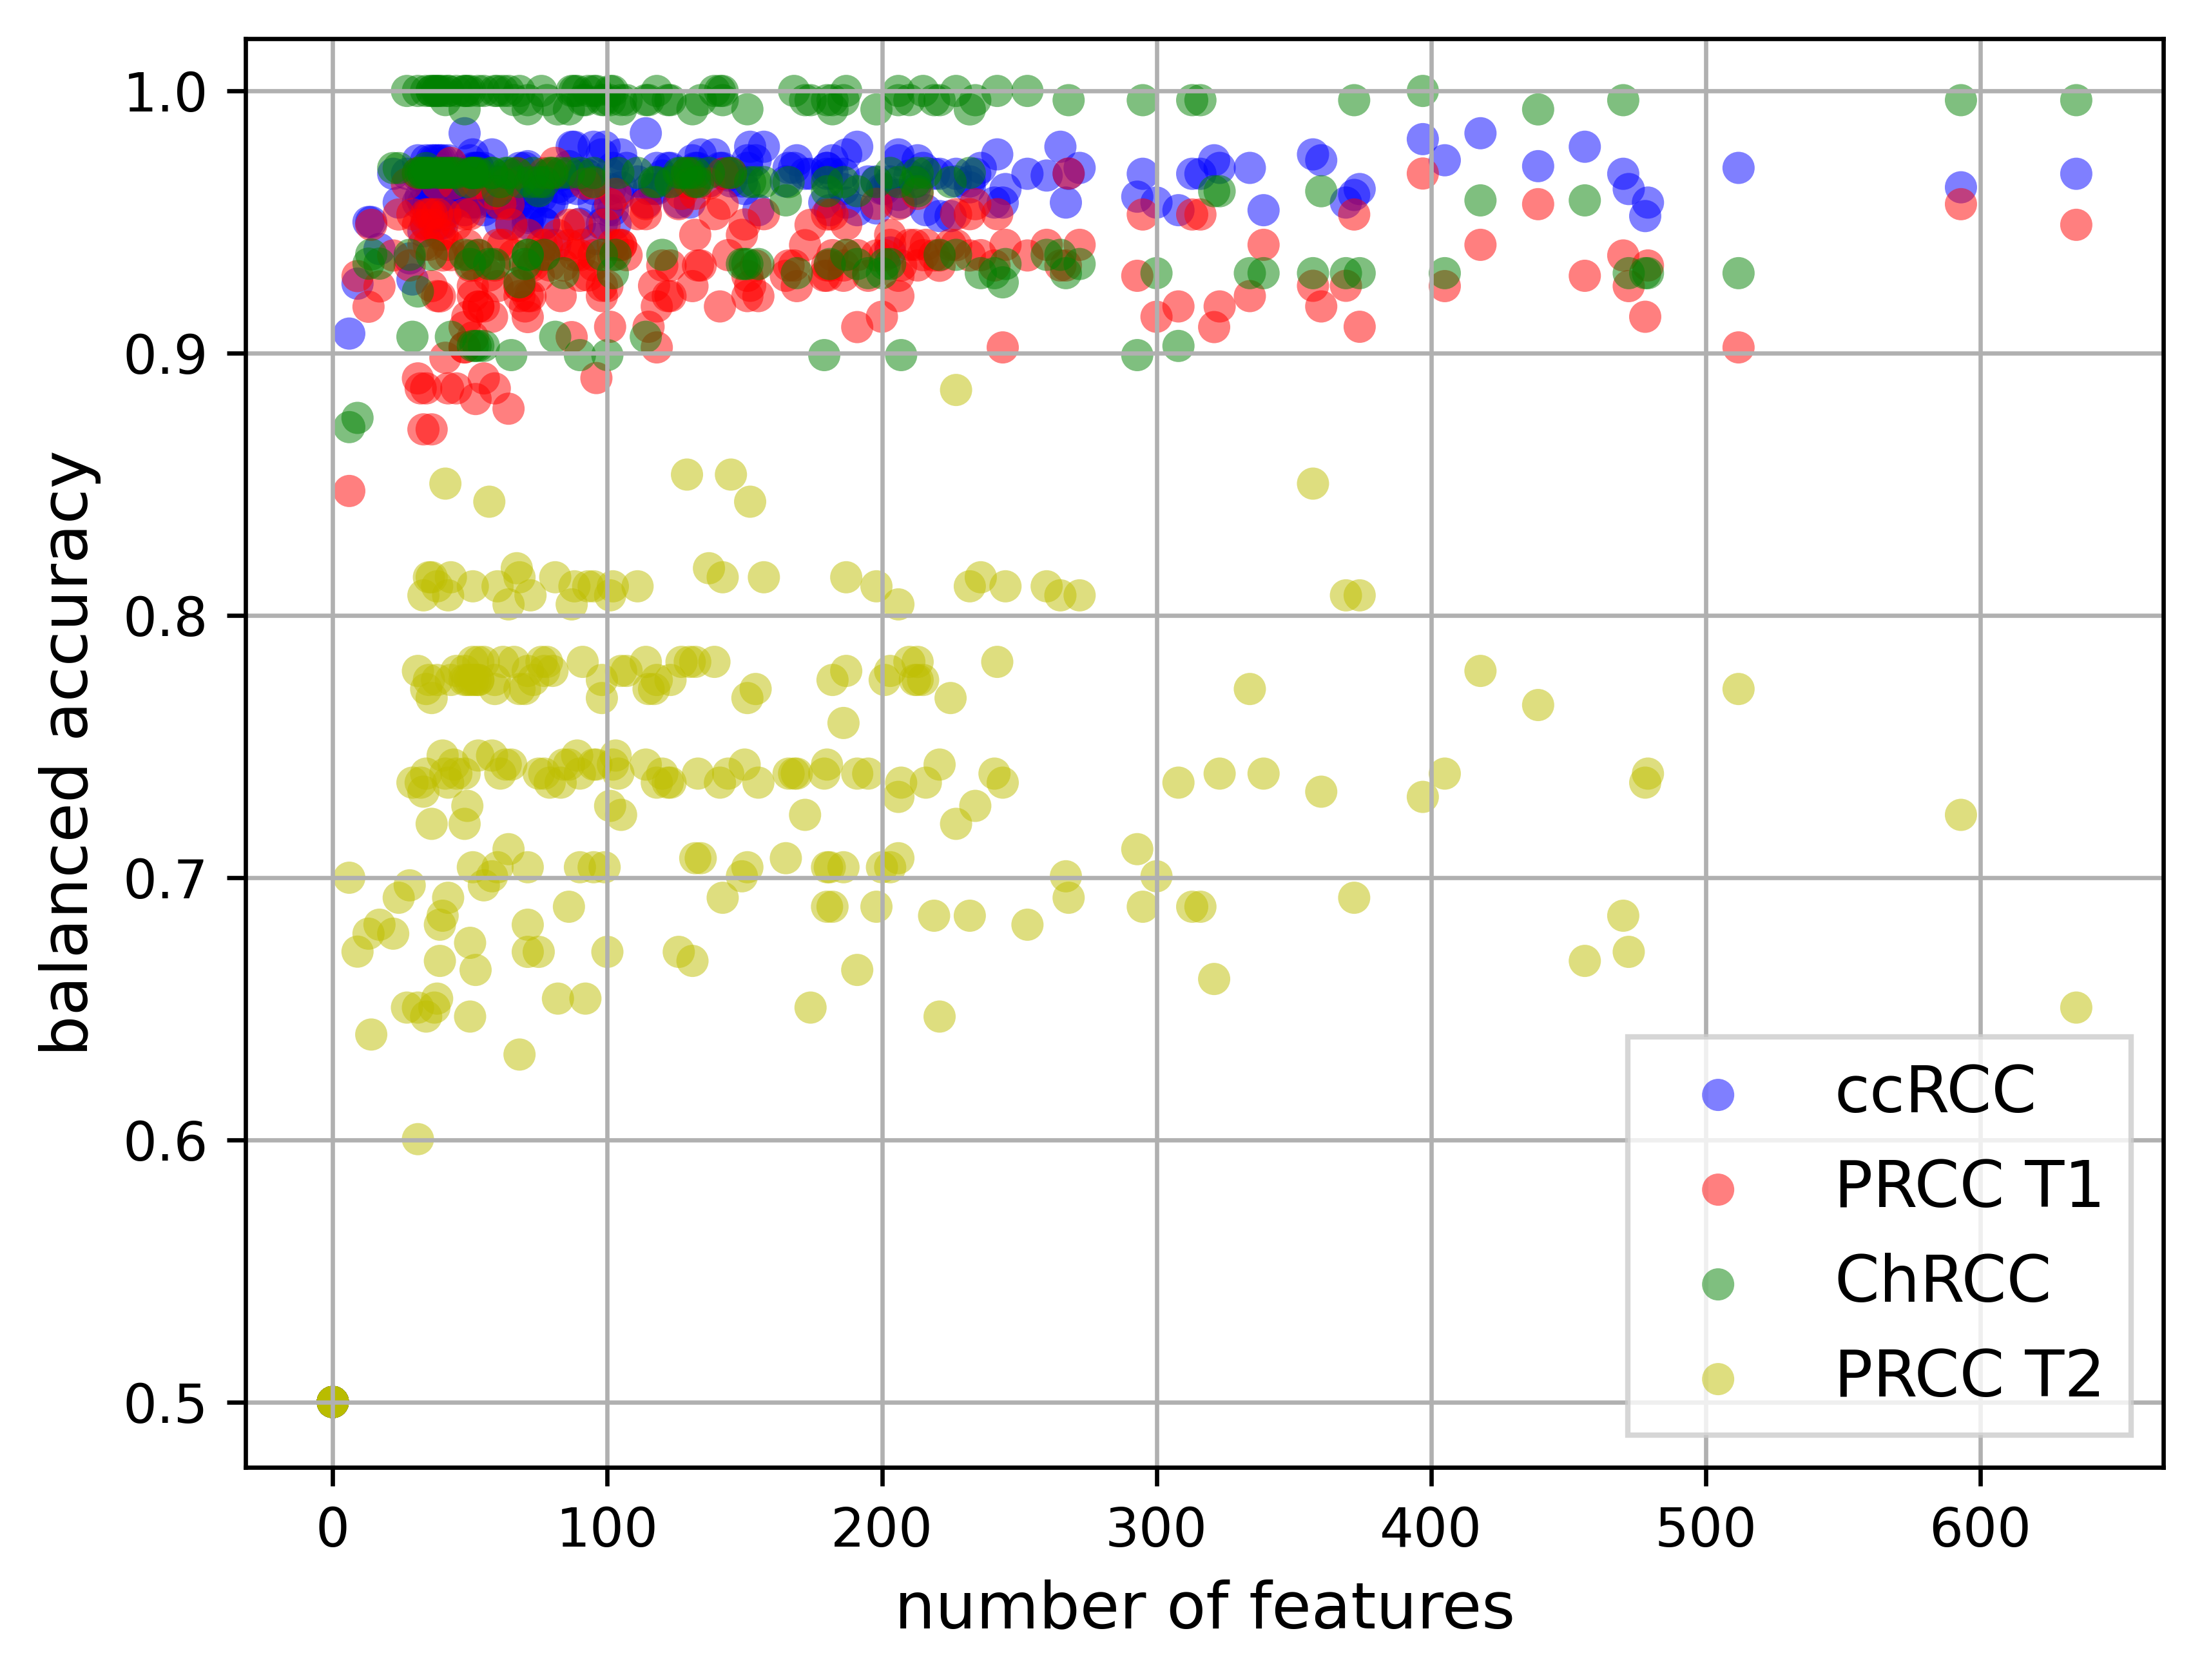 1.0
0.9
0.8
0.7
0.6
0.5
balanced accuracy
ccRCC
PRCC T1
ChRCC
PRCC T2
0 100 200 300 400 500 600
number of features